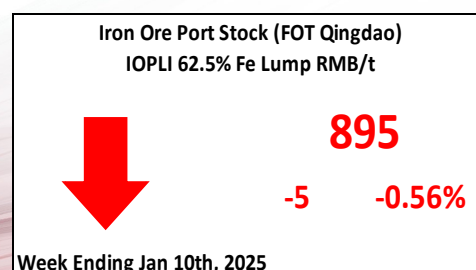 Iron Ore Port Stock (FOT Qingdao)
IOPLI 62.5% Fe Lump RMB/t
895
-5 -0.56%
Week Ending Jan 10th, 2025